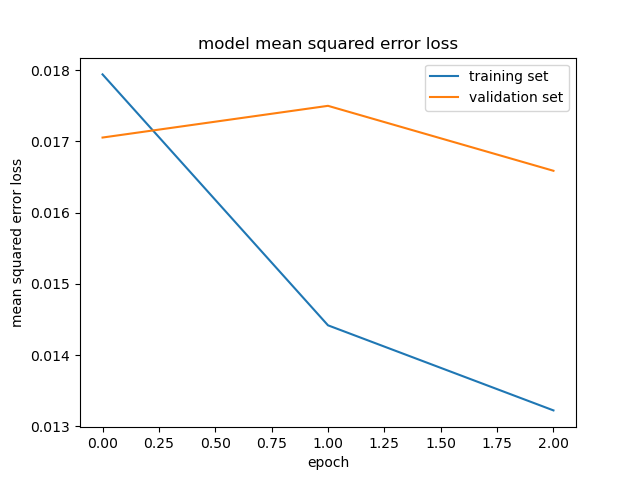 model mean squared error loss
training set
validation set
0.018
0.017
0.016
0.015
0.014
0.013
mean squared error loss
0.00 0.25 0.50 0.75 1.00 1.25 1.50 1.75 2.00
epoch